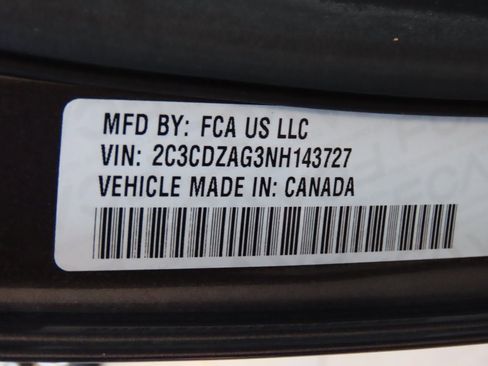 MFD BY: FCA US LLC
VIN: 2C3CDZAG3NH143727
VEHICLE MADE IN: CANADA